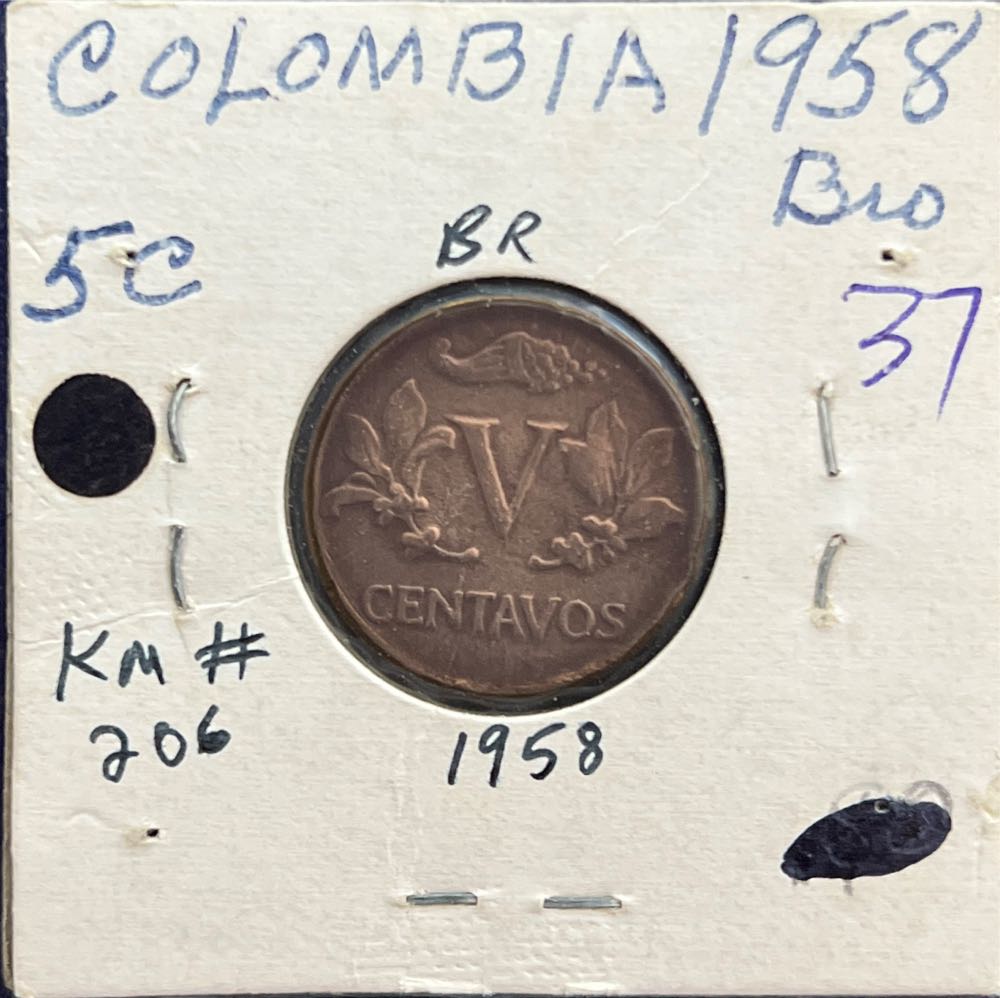 COLOMBIA 1958
Bro
5C
BR
37
V
CENTAVOS
KM #
206
1958